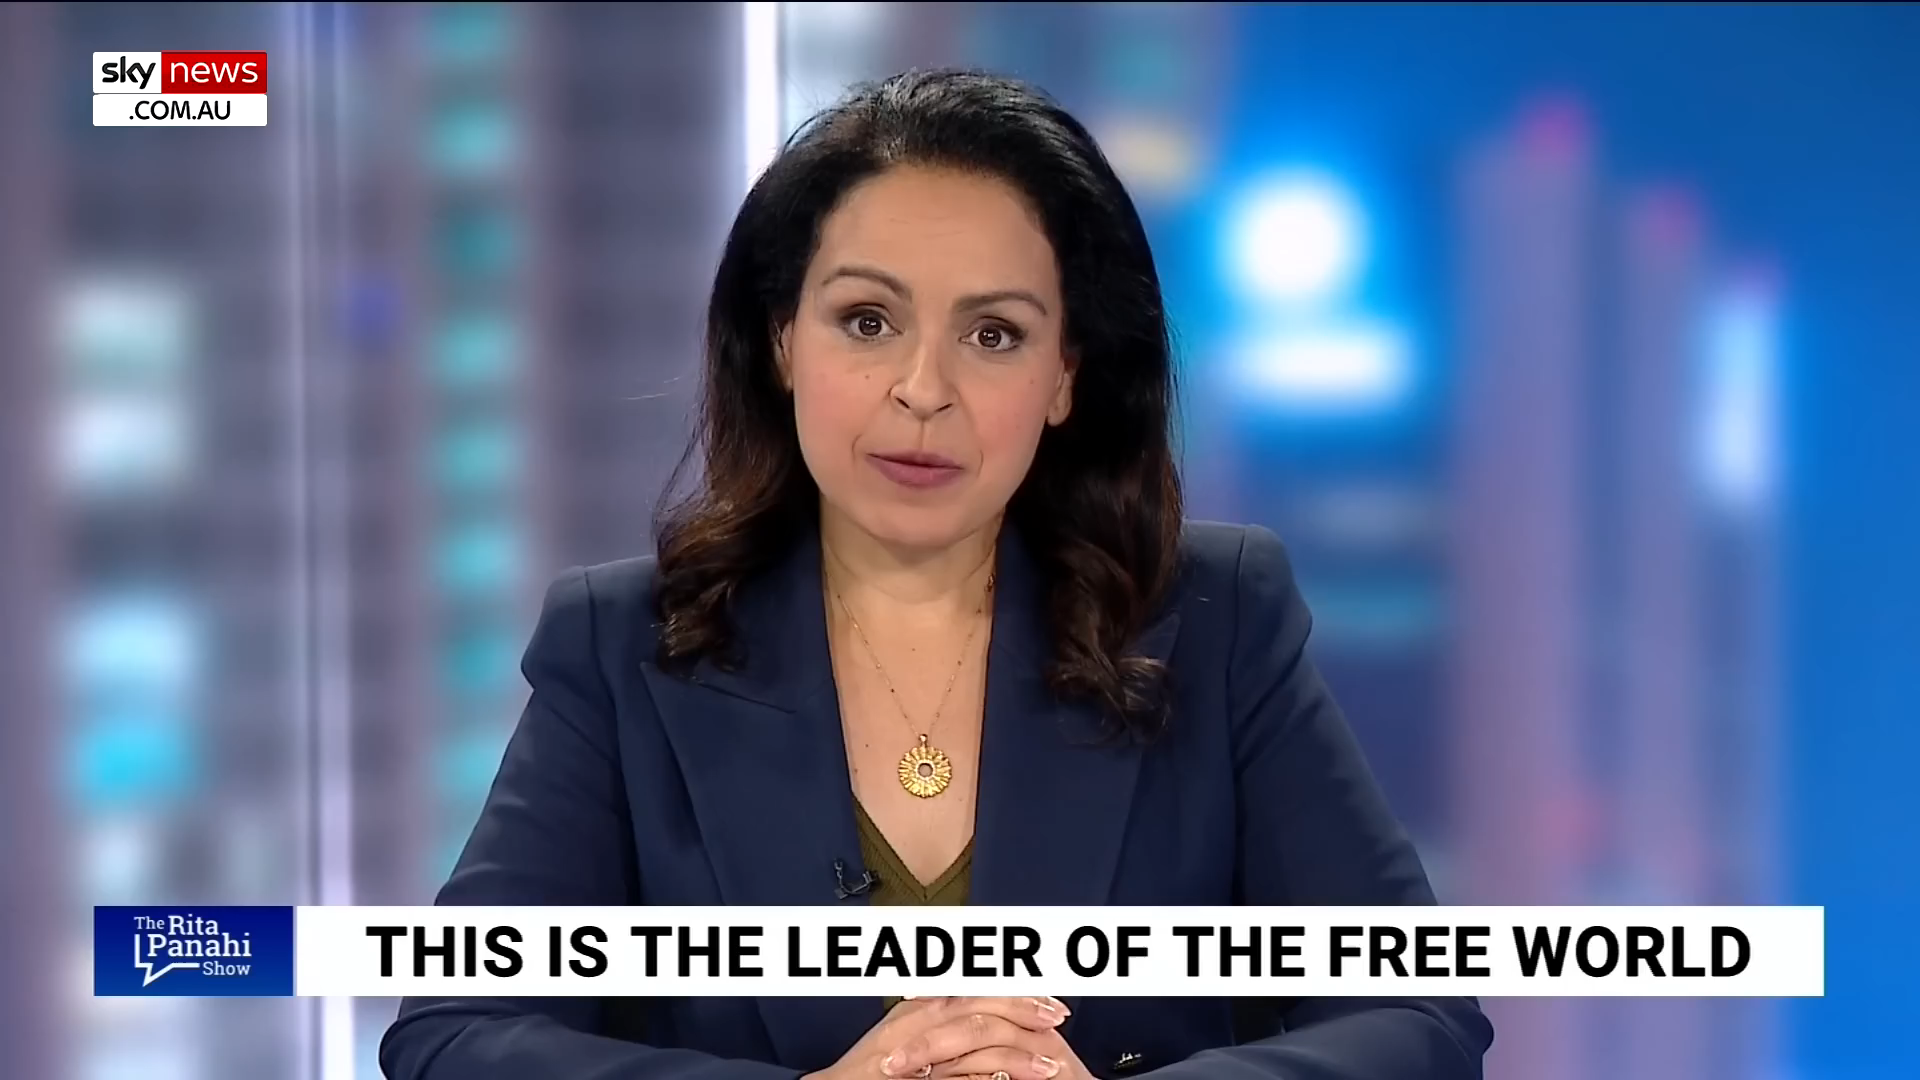 sky news
.COM.AU
The Rita
Panahi
Show
THIS IS THE LEADER OF THE FREE WORLD